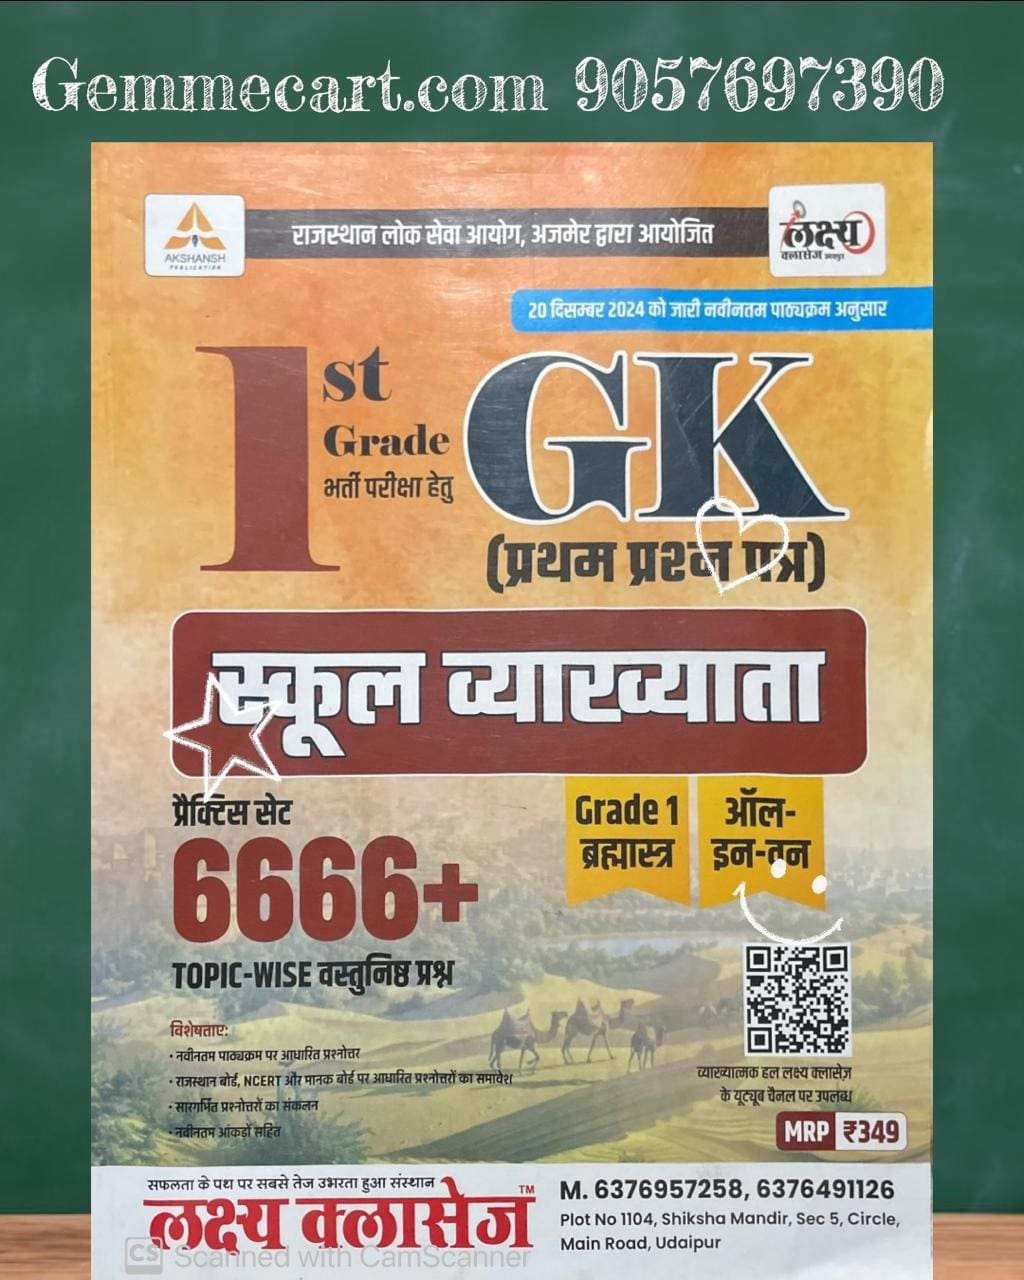 Gemmecart.com 9057697390
AKSHANSH
PUBLICATION
राजस्थान लोक सेवा आयोग, अजमेर द्वारा आयोजित
लक्ष्य
क्लासेज उदयपुर
20 दिसम्बर 2024 को जारी नवीनतम पाठ्यक्रम अनुसार
1st
Grade
भर्ती परीक्षा हेतु
GK
(प्रथम प्रश्न पत्र)
स्कूल व्याख्याता
प्रैक्टिस सेट
6666+
TOPIC-WISE वस्तुनिष्ठ प्रश्न
Grade 1
ब्रह्मास्त्र
ऑल-
इन-वन
विशेषताए:
• नवीनतम पाठ्यक्रम पर आधारित प्रश्नोत्तर
• राजस्थान बोर्ड, NCERT और मानक बोर्ड पर आधारित प्रश्नोत्तरों का समावेश
• सारगर्भित प्रश्नोत्तरों का संकलन
• नवीनतम आंकड़ों सहित
व्याख्यात्मक हल लक्ष्य क्लासेज़
के यूट्यूब चैनल पर उपलब्ध
MRP ₹349
सफलता के पथ पर सबसे तेज उभरता हुआ संस्थान
लक्ष्य क्लासेज TM
M. 6376957258, 6376491126
Plot No 1104, Shiksha Mandir, Sec 5, Circle,
Main Road, Udaipur
CS Scanned with CamScanner